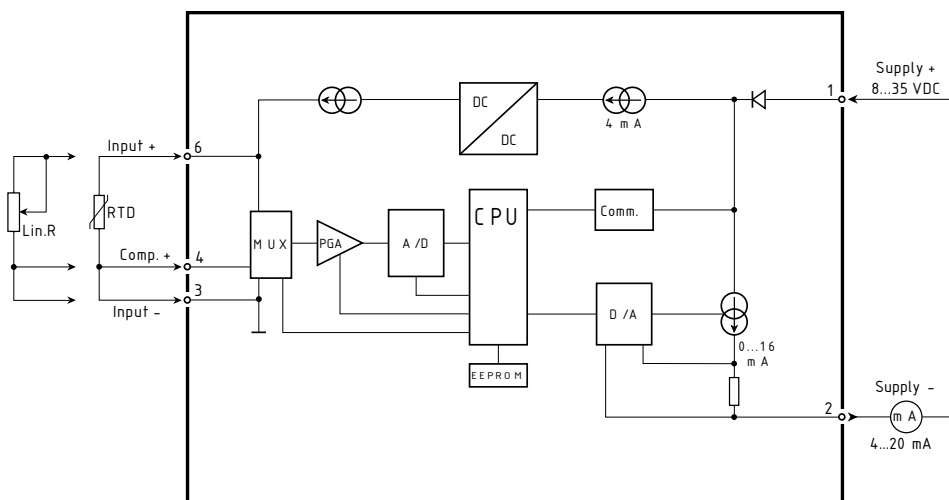 Supply +
8...35 VDC
1
DC
DC
4 mA
Input +
6
Lin.R
RTD
CPU
Comm.
MUX
PGA
A/D
Comp. +
4
3
Input –
D/A
0...16
mA
EEPROM
Supply –
2
mA
4...20 mA